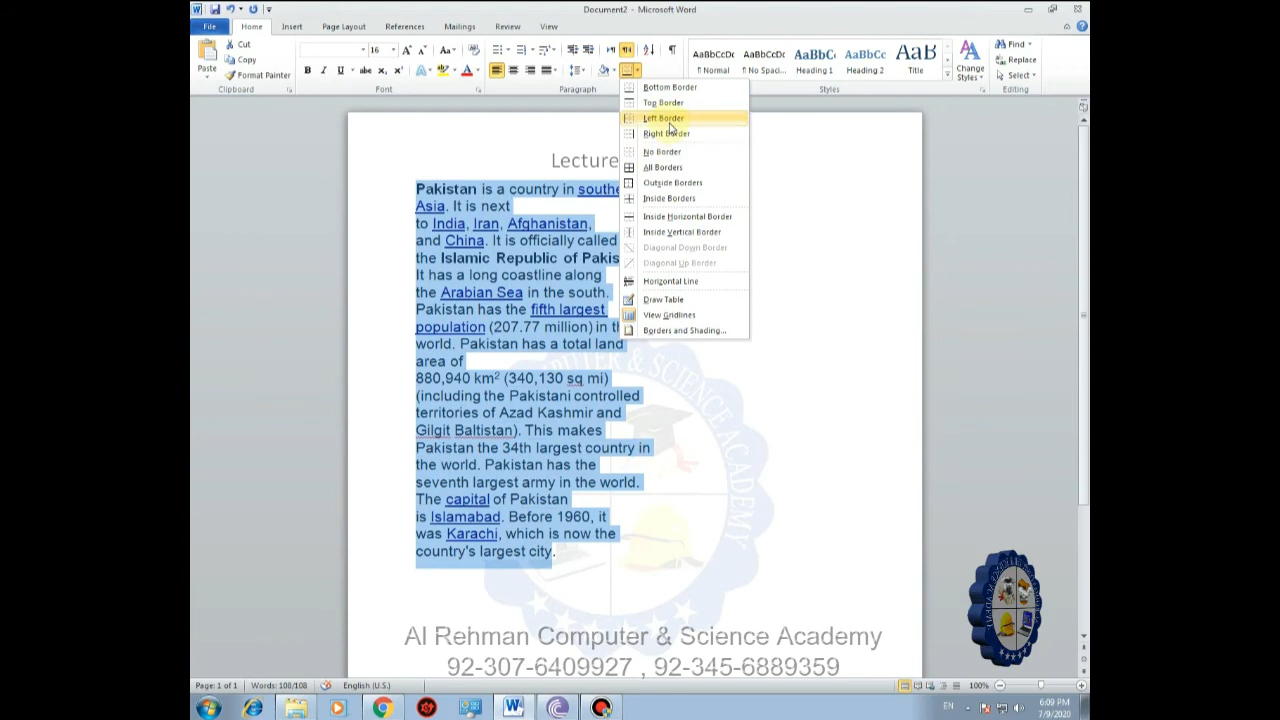 Document2 - Microsoft Word
File Home Insert Page Layout References Mailings Review View
Cut
Copy
Format Painter
Paste
Clipboard
16
Font
Paragraph
AaBbCcDc AaBbCcDc AaBbC AaBbCc AaB
¶ Normal ¶ No Spaci... Heading 1 Heading 2 Title
Change
Styles
Styles
Find
Replace
Select
Editing
Bottom Border
Top Border
Left Border
Right Border
No Border
All Borders
Outside Borders
Inside Borders
Inside Horizontal Border
Inside Vertical Border
Diagonal Down Border
Diagonal Up Border
Horizontal Line
Draw Table
View Gridlines
Borders and Shading...
Lecture
Pakistan is a country in southe
Asia. It is next
to India, Iran, Afghanistan,
and China. It is officially called
the Islamic Republic of Pakis
It has a long coastline along
the Arabian Sea in the south.
Pakistan has the fifth largest
population (207.77 million) in th
world. Pakistan has a total land
area of
880,940 km² (340,130 sq mi)
(including the Pakistani controlled
territories of Azad Kashmir and
Gilgit Baltistan). This makes
Pakistan the 34th largest country in
the world. Pakistan has the
seventh largest army in the world.
The capital of Pakistan
is Islamabad. Before 1960, it
was Karachi, which is now the
country's largest city.
Al Rehman Computer & Science Academy
92-307-6409927 , 92-345-6889359
Page: 1 of 1 Words: 108/108 English (U.S.) 100%
EN
6:09 PM
7/9/2020